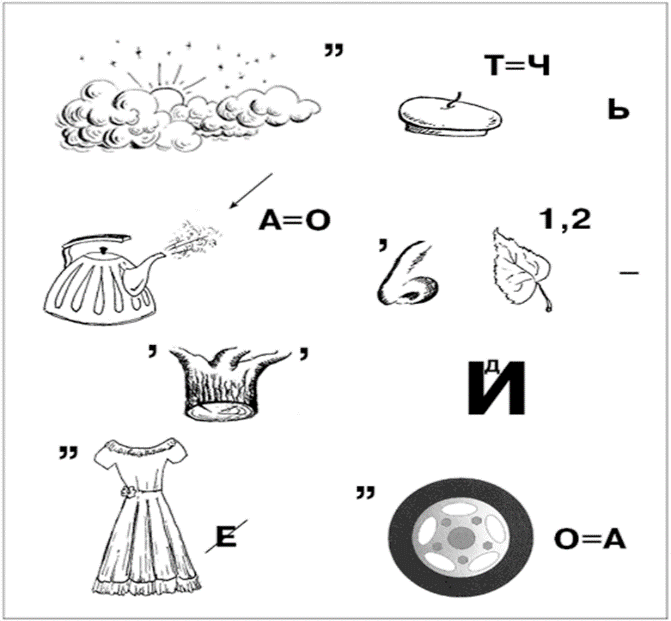 ” Т=Ч
Ь
А=О
’ 1,2
–
’ ’
д
И
”
Е
” О=А